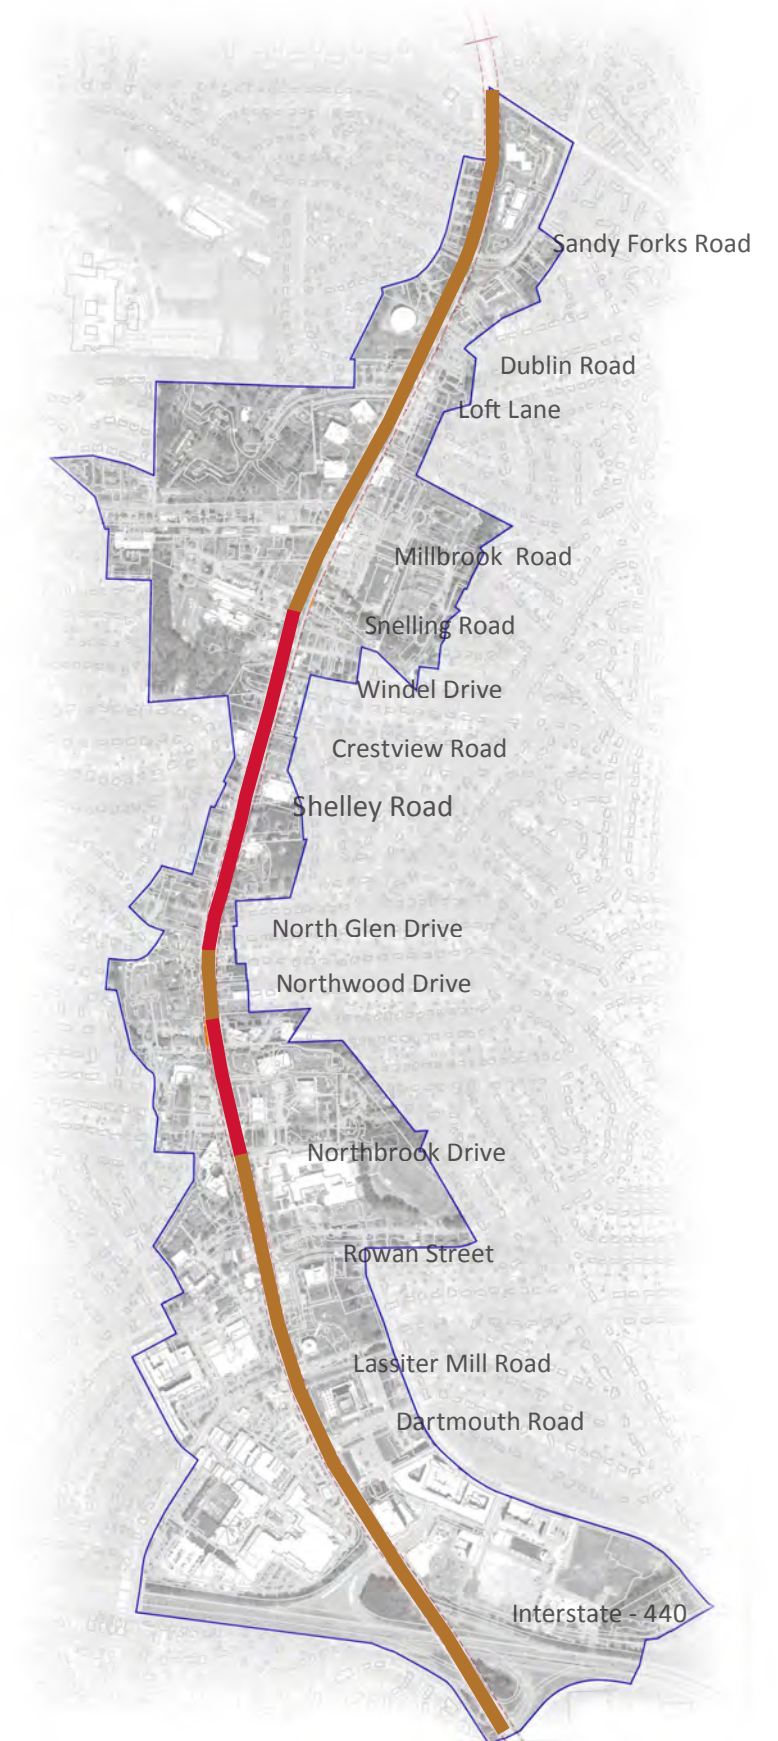 Sandy Forks Road
Dublin Road
Loft Lane
Millbrook Road
Snelling Road
Windel Drive
Crestview Road
Shelley Road
North Glen Drive
Northwood Drive
Northbrook Drive
Rowan Street
Lassiter Mill Road
Dartmouth Road
Interstate - 440